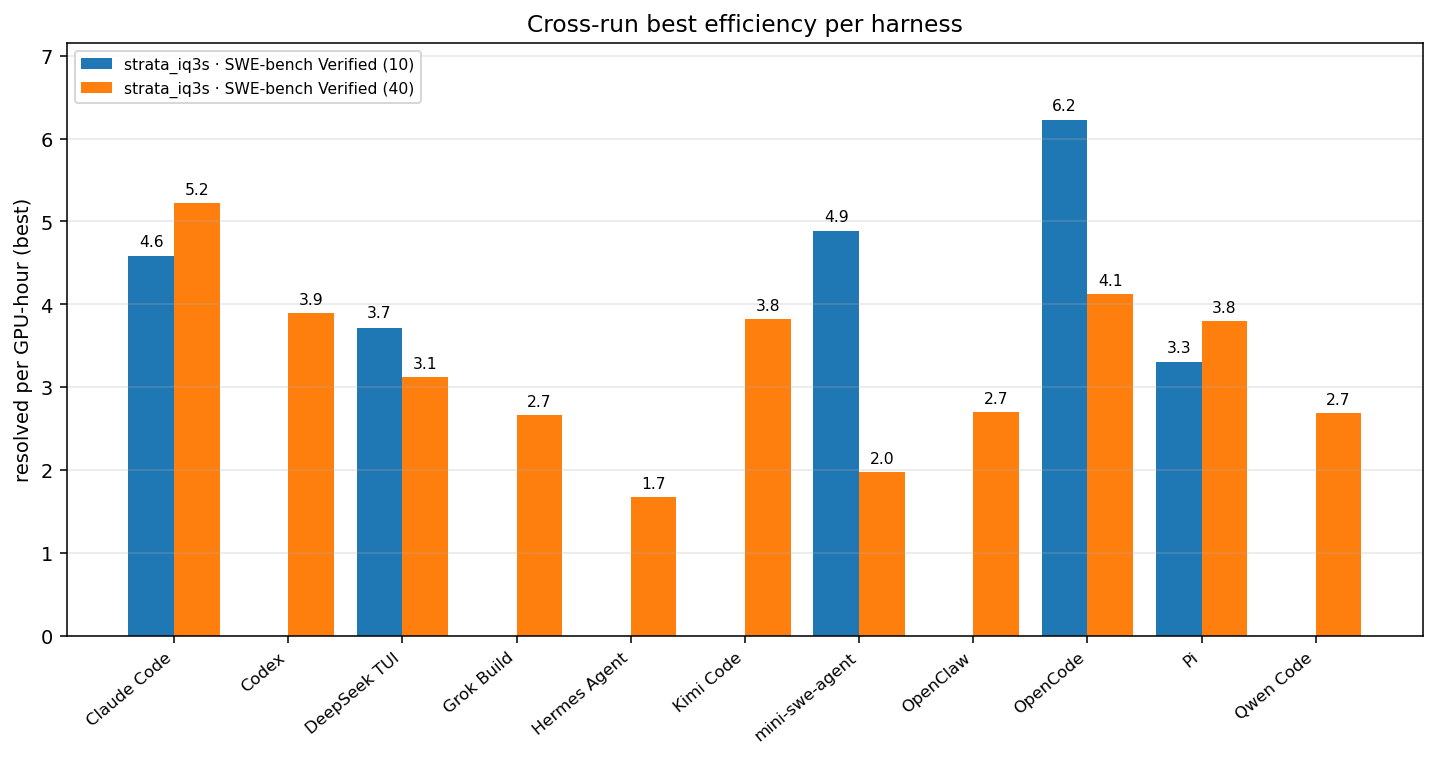 Cross-run best efficiency per harness
strata_iq3s · SWE-bench Verified (10)
strata_iq3s · SWE-bench Verified (40)
resolved per GPU-hour (best)
7
6
5
4
3
2
1
0
4.6
5.2
3.9
3.7
3.1
2.7
1.7
3.8
4.9
2.0
2.7
6.2
4.1
3.3
3.8
2.7
Claude Code
Codex
DeepSeek TUI
Grok Build
Hermes Agent
Kimi Code
mini-swe-agent
OpenClaw
OpenCode
Pi
Qwen Code